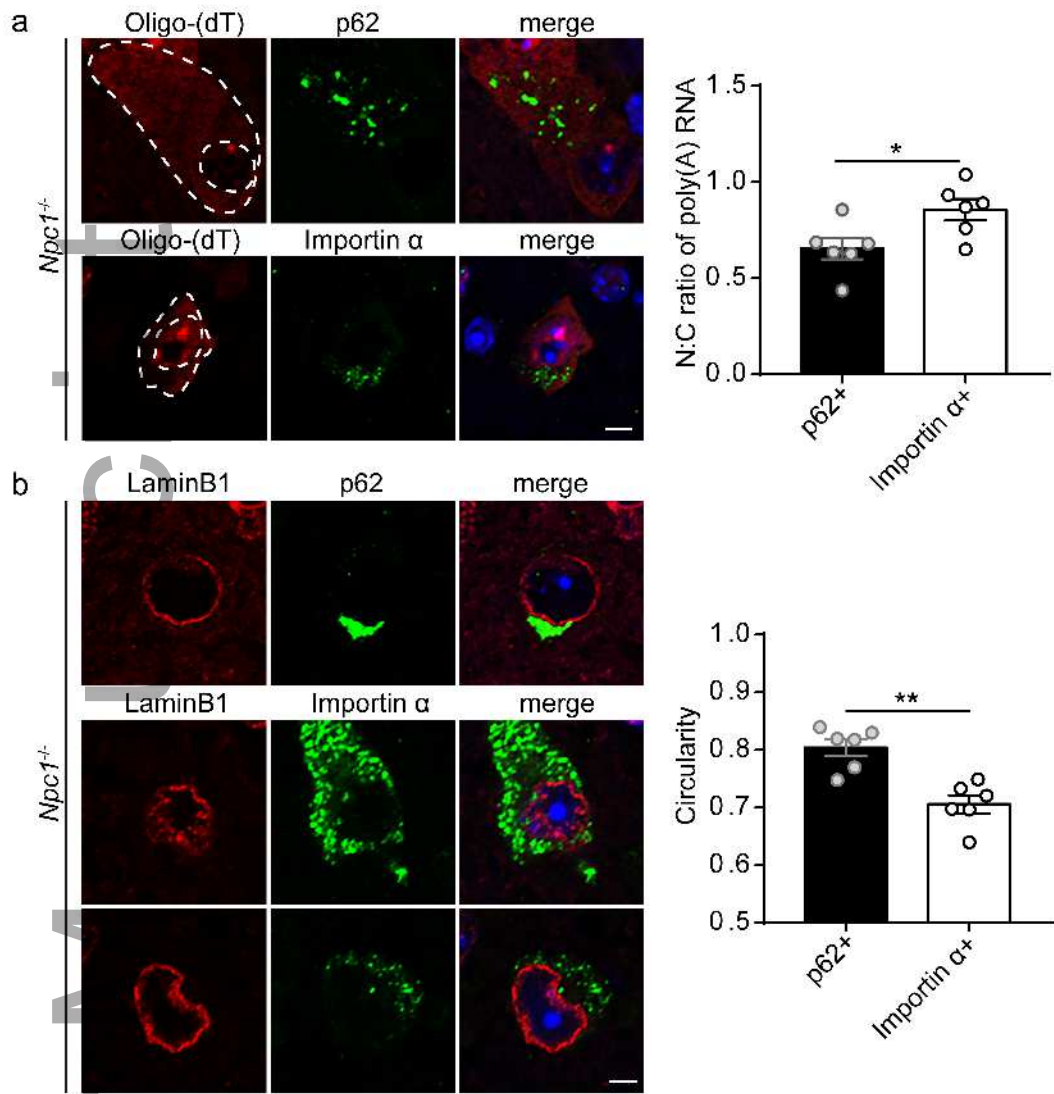 a
Oligo-(dT) p62 merge
Npc1-/-
Oligo-(dT) Importin α merge
N:C ratio of poly(A) RNA
1.5
1.0
0.5
0.0
*
p62+
Importin α+
b
LaminB1 p62 merge
Npc1-/-
LaminB1 Importin α merge
Circularity
1.0
0.9
0.8
0.7
0.6
0.5
**
p62+
Importin α+